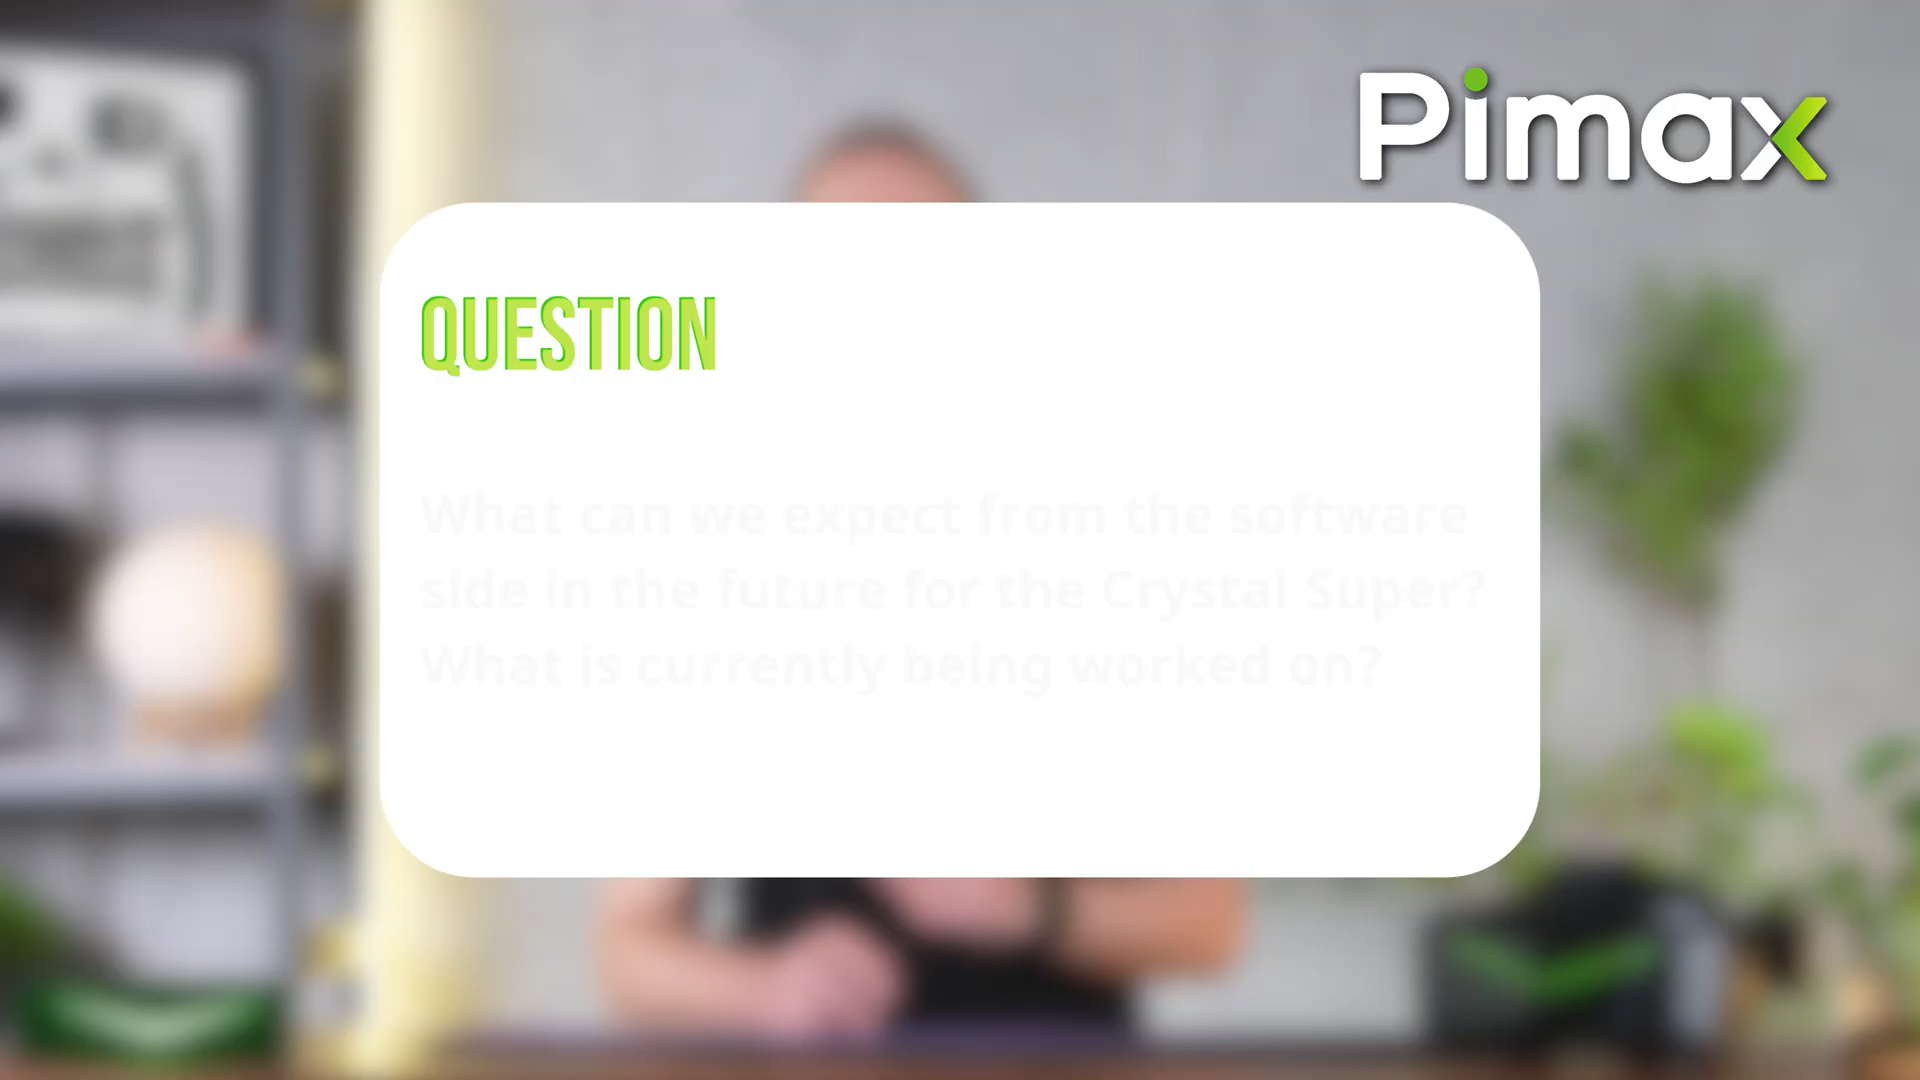 Pimax
QUESTION
What can we expect from the software
side in the future for the Crystal Super?
What is currently being worked on?